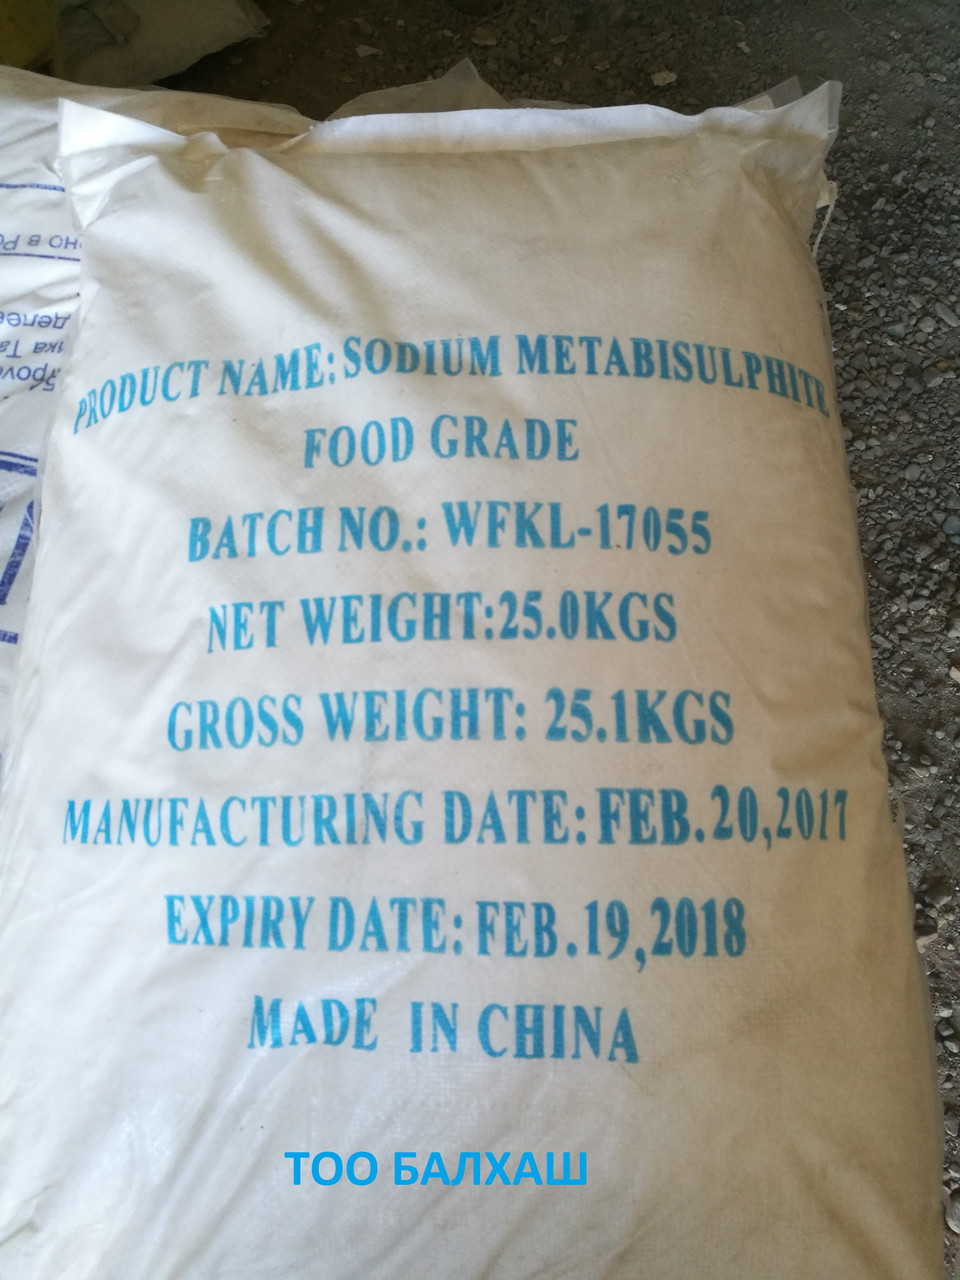 PRODUCT NAME: SODIUM METABISULPHITE
FOOD GRADE
BATCH NO.: WFKL-17055
NET WEIGHT:25.0KGS
GROSS WEIGHT: 25.1KGS
MANUFACTURING DATE: FEB.20,2017
EXPIRY DATE: FEB.19,2018
MADE IN CHINA
ТОО БАЛХАШ